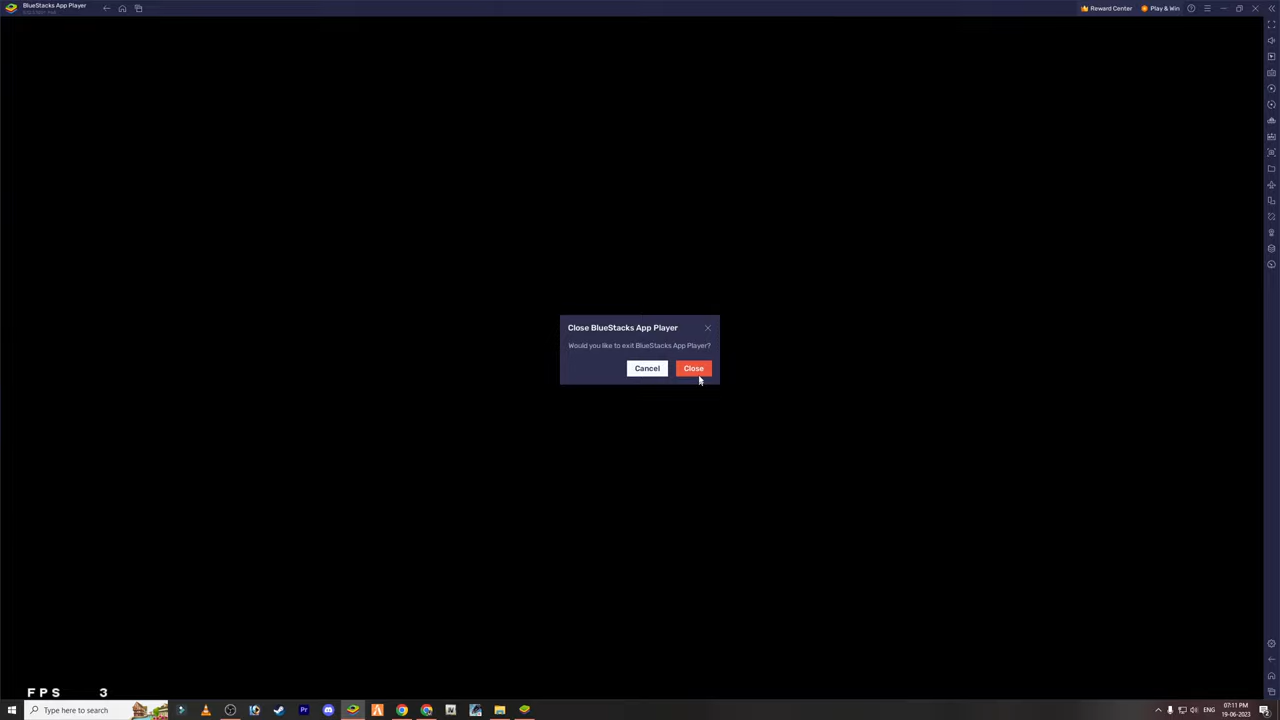 BlueStacks App Player
Reward Center
Play & Win
Close BlueStacks App Player
Would you like to exit BlueStacks App Player?
Cancel
Close
FPS 3
Type here to search
Pr
ENG
07:11 PM
19-06-2023